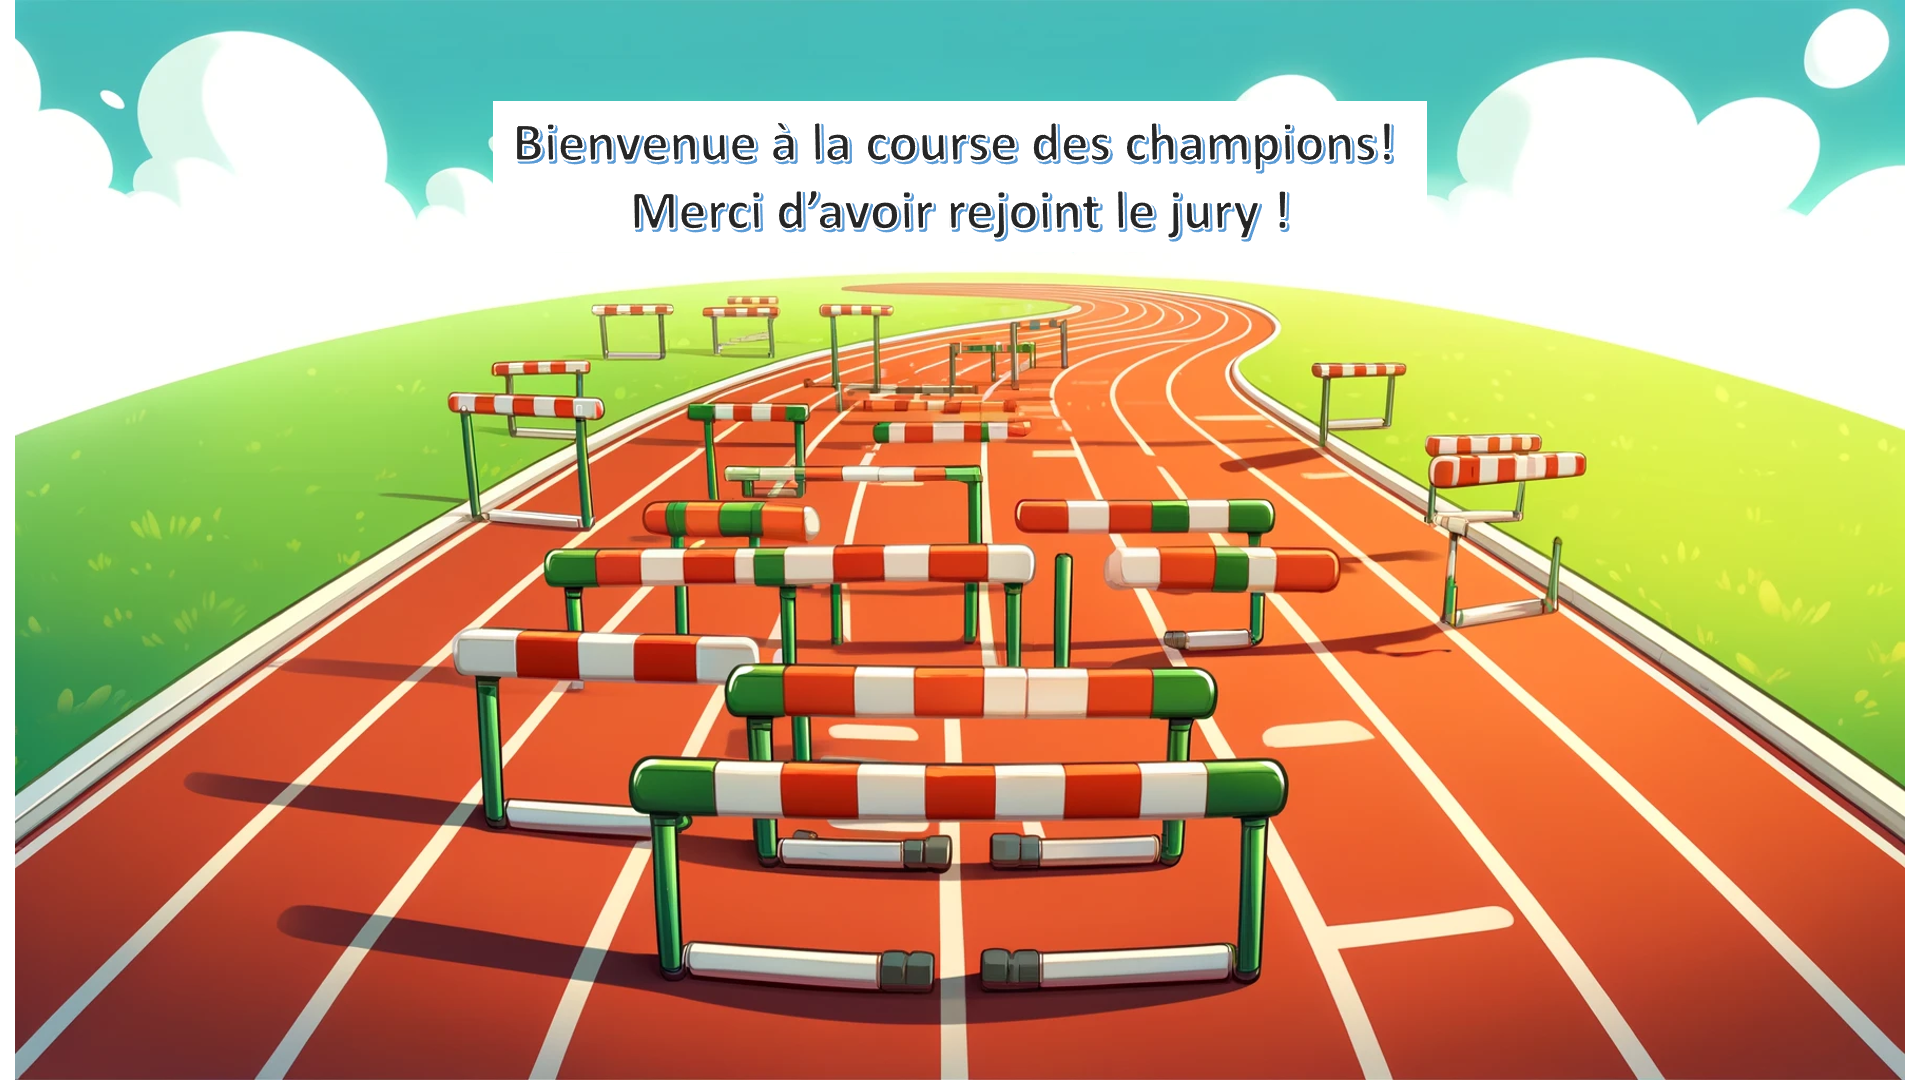 Bienvenue à la course des champions!
Merci d’avoir rejoint le jury !